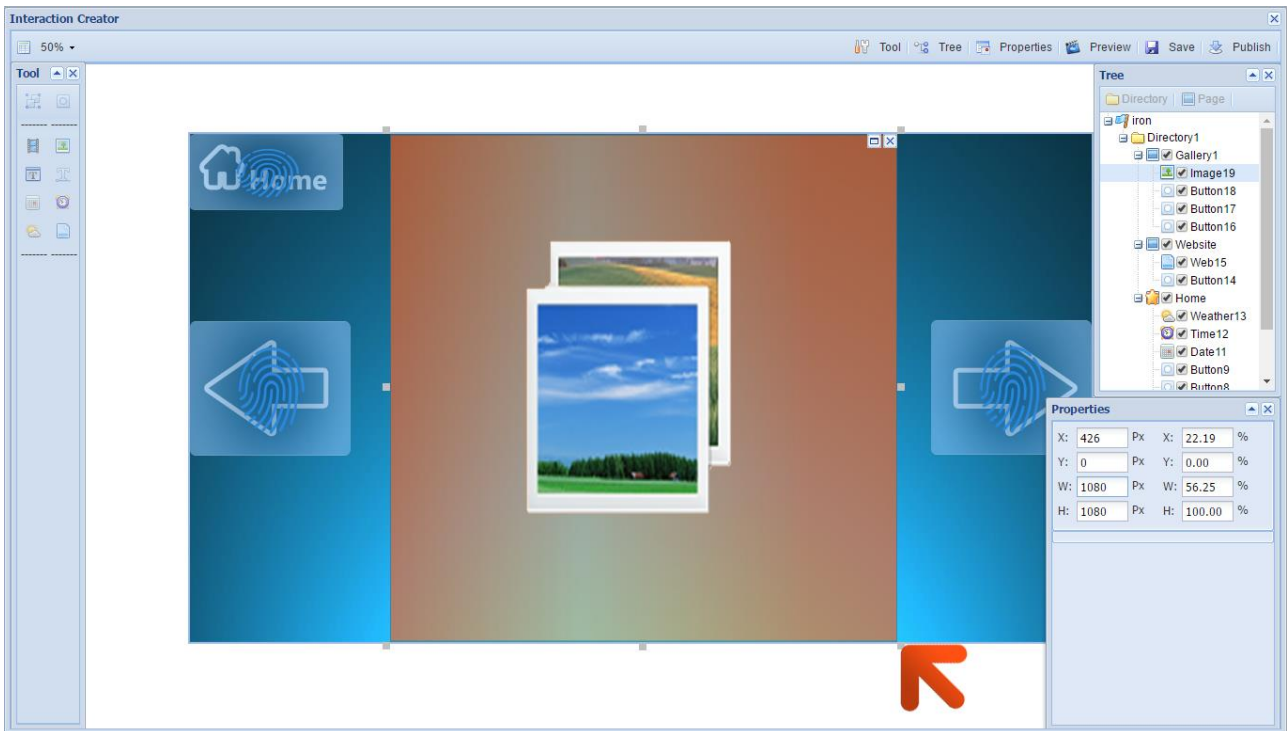 Interaction Creator
50%
Tool Tree Properties Preview Save Publish
Tool
Tree
Directory Page
iron
Directory1
Gallery1
Image19
Button18
Button17
Button16
Website
Web15
Button14
Home
Weather13
Time12
Date11
Button9
Button8
Home
Properties
X: 426 Px X: 22.19 %
Y: 0 Px Y: 0.00 %
W: 1080 Px W: 56.25 %
H: 1080 Px H: 100.00 %